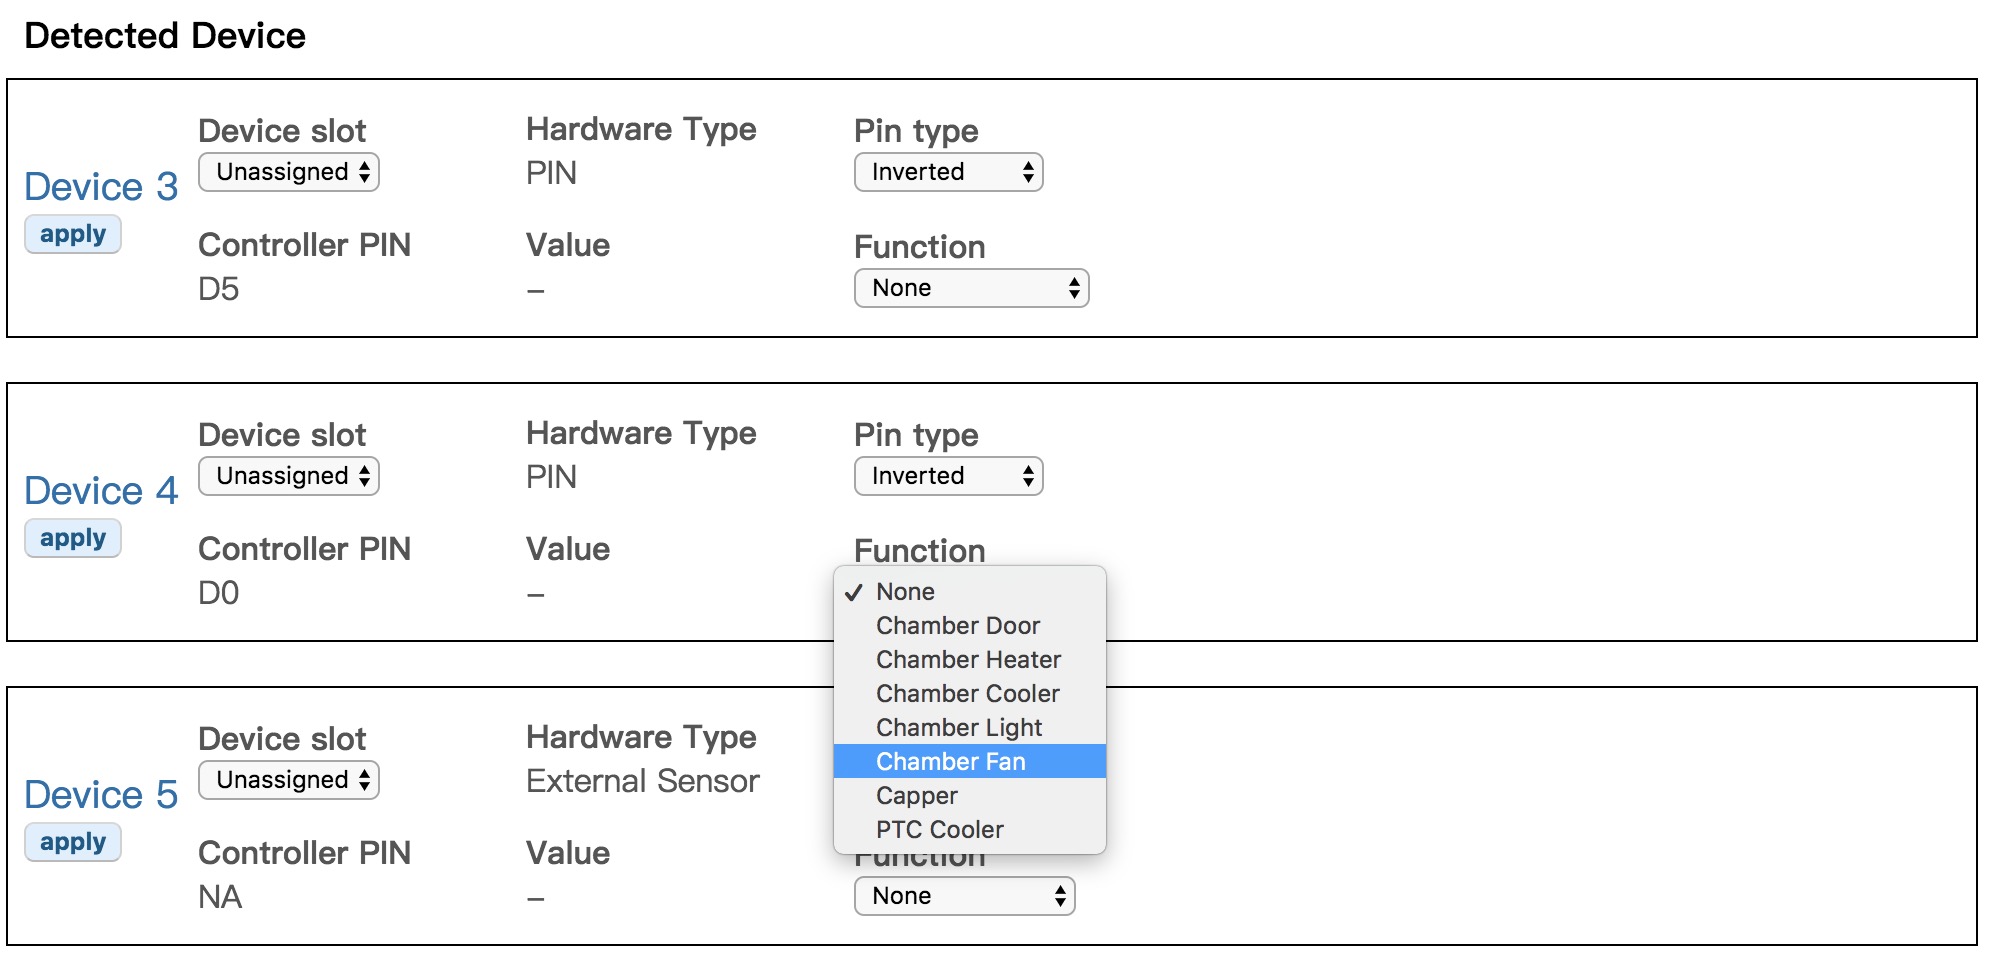 Detected Device
Device slot Hardware Type Pin type
Unassigned PIN Inverted
Device 3
apply
Controller PIN Value Function
D5 – None
Device slot Hardware Type Pin type
Unassigned PIN Inverted
Device 4
apply
Controller PIN Value Function
D0 –
✓ None
Chamber Door
Chamber Heater
Chamber Cooler
Chamber Light
Chamber Fan
Capper
PTC Cooler
Device slot Hardware Type
Unassigned External Sensor
Device 5
apply
Controller PIN Value Function
NA – None